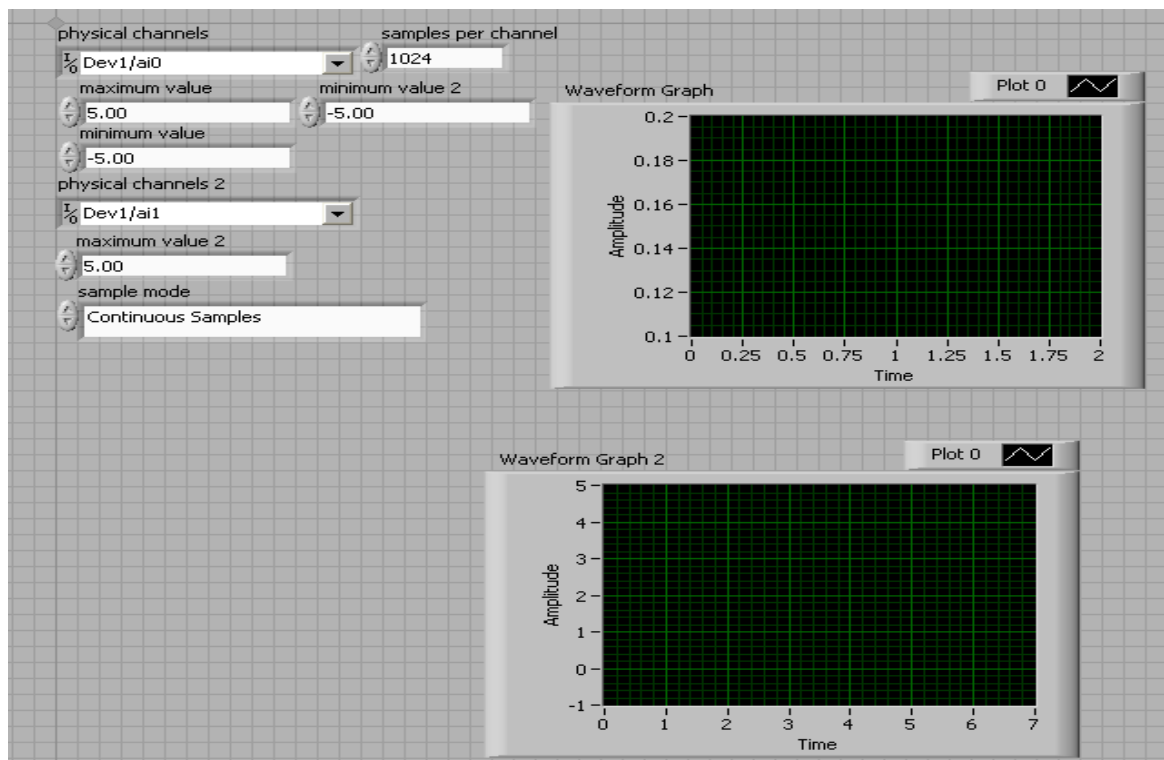 physical channels
samples per channel
Dev1/ai0
1024
maximum value
minimum value 2
5.00
-5.00
minimum value
-5.00
physical channels 2
Dev1/ai1
maximum value 2
5.00
sample mode
Continuous Samples
Waveform Graph
Plot 0
0.2
0.18
0.16
0.14
0.12
0.1
Amplitude
0 0.25 0.5 0.75 1 1.25 1.5 1.75 2
Time
Waveform Graph 2
Plot 0
5
4
3
2
1
0
-1
Amplitude
0 1 2 3 4 5 6 7
Time